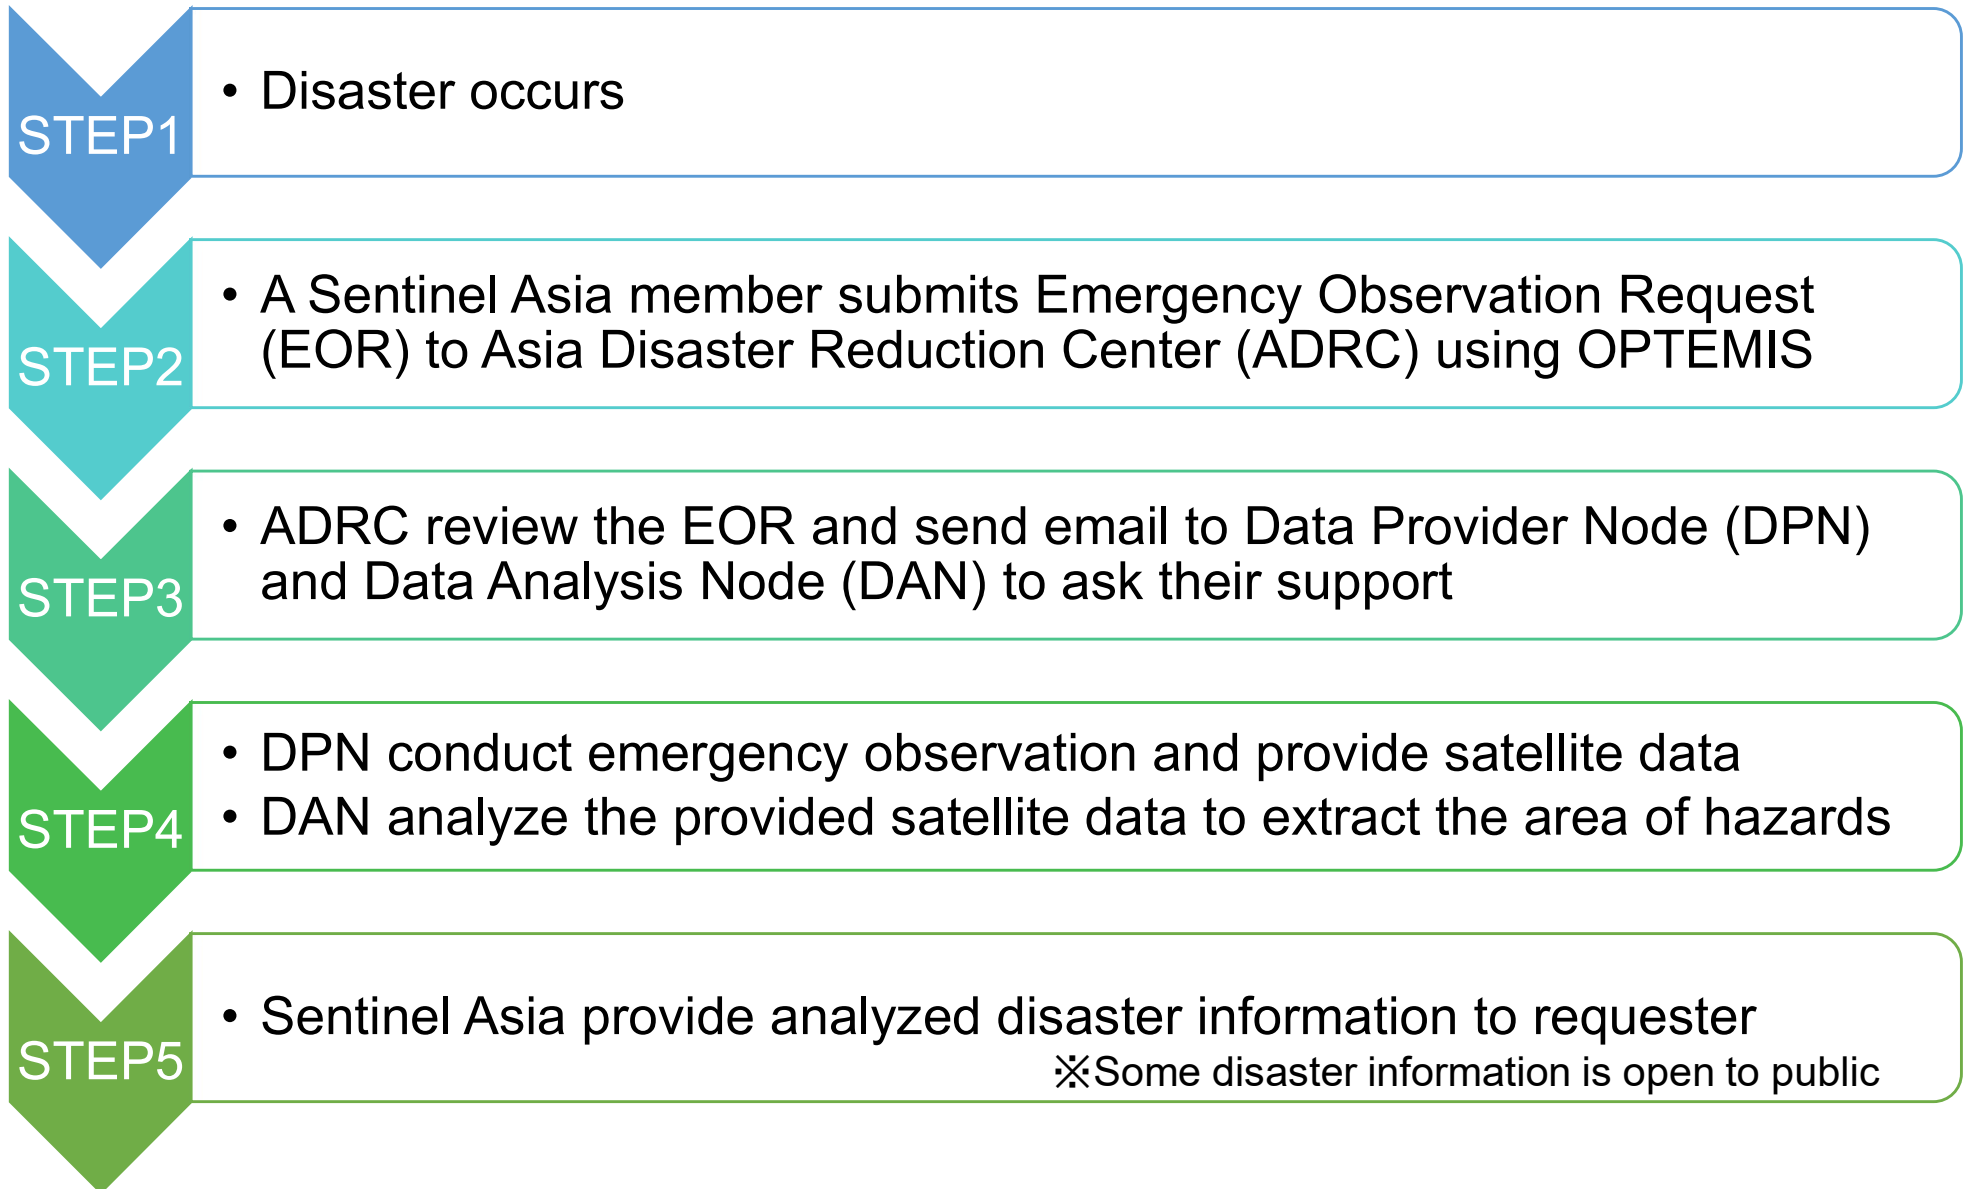 STEP1
• Disaster occurs
STEP2
• A Sentinel Asia member submits Emergency Observation Request
(EOR) to Asia Disaster Reduction Center (ADRC) using OPTEMIS
STEP3
• ADRC review the EOR and send email to Data Provider Node (DPN)
and Data Analysis Node (DAN) to ask their support
STEP4
• DPN conduct emergency observation and provide satellite data
• DAN analyze the provided satellite data to extract the area of hazards
STEP5
• Sentinel Asia provide analyzed disaster information to requester
※Some disaster information is open to public